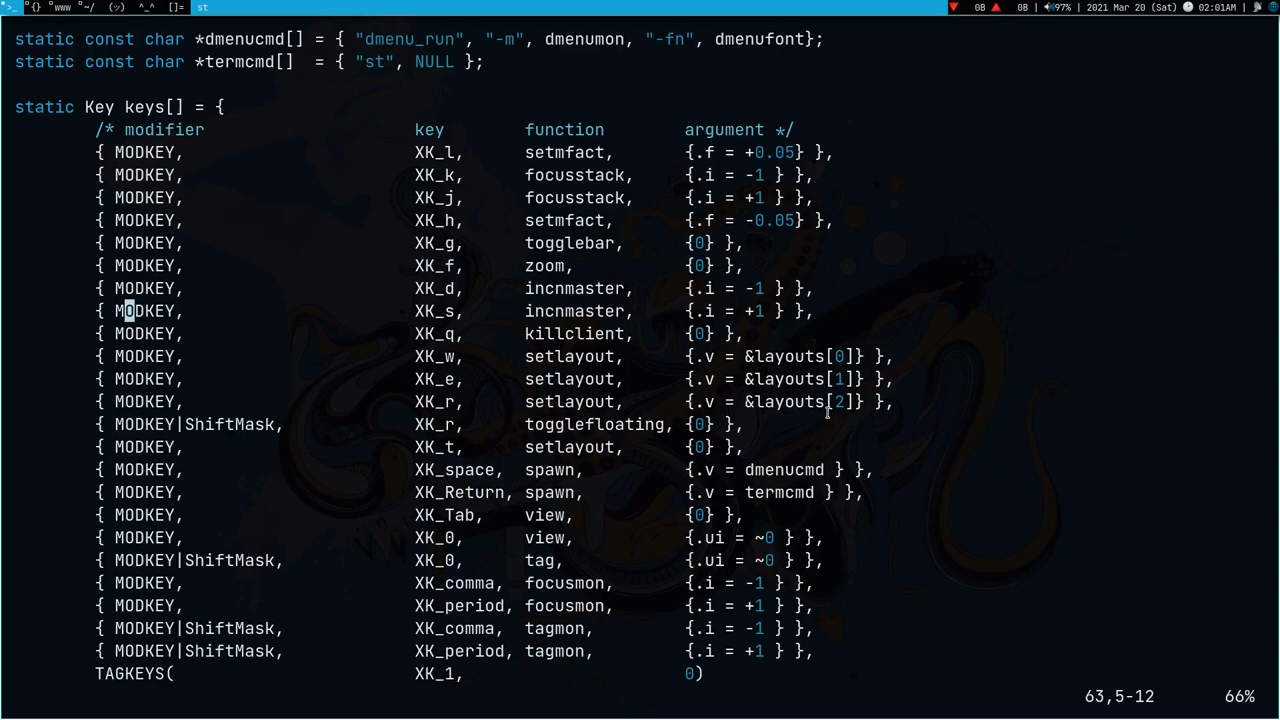 >_ {} "www ~/ (ッ) ^_^ []= st 0B 0B | 97% | 2021 Mar 20 (Sat) 02:01AM |
static const char *dmenucmd[] = { "dmenu_run", "-m", dmenumon, "-fn", dmenufont};
static const char *termcmd[]  = { "st", NULL };
static Key keys[] = {
/* modifier key function argument */
{ MODKEY, XK_l, setmfact, {.f = +0.05} },
{ MODKEY, XK_k, focusstack, {.i = -1 } },
{ MODKEY, XK_j, focusstack, {.i = +1 } },
{ MODKEY, XK_h, setmfact, {.f = -0.05} },
{ MODKEY, XK_g, togglebar, {0} },
{ MODKEY, XK_f, zoom, {0} },
{ MODKEY, XK_d, incnmaster, {.i = -1 } },
{ MODKEY, XK_s, incnmaster, {.i = +1 } },
{ MODKEY, XK_q, killclient, {0} },
{ MODKEY, XK_w, setlayout, {.v = &layouts[0]} },
{ MODKEY, XK_e, setlayout, {.v = &layouts[1]} },
{ MODKEY, XK_r, setlayout, {.v = &layouts[2]} },
{ MODKEY|ShiftMask, XK_r, togglefloating, {0} },
{ MODKEY, XK_t, setlayout, {0} },
{ MODKEY, XK_space, spawn, {.v = dmenucmd } },
{ MODKEY, XK_Return, spawn, {.v = termcmd } },
{ MODKEY, XK_Tab, view, {0} },
{ MODKEY, XK_0, view, {.ui = ~0 } },
{ MODKEY|ShiftMask, XK_0, tag, {.ui = ~0 } },
{ MODKEY, XK_comma, focusmon, {.i = -1 } },
{ MODKEY, XK_period, focusmon, {.i = +1 } },
{ MODKEY|ShiftMask, XK_comma, tagmon, {.i = -1 } },
{ MODKEY|ShiftMask, XK_period, tagmon, {.i = +1 } },
TAGKEYS( XK_1, 0)
63,5-12 66%